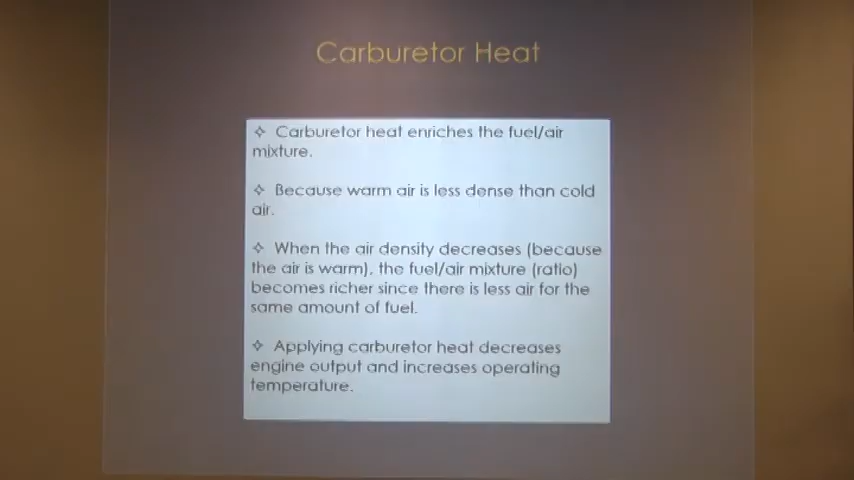 Carburetor Heat
✧ Carburetor heat enriches the fuel/air
mixture.
✧ Because warm air is less dense than cold
air.
✧ When the air density decreases (because
the air is warm), the fuel/air mixture (ratio)
becomes richer since there is less air for the
same amount of fuel.
✧ Applying carburetor heat decreases
engine output and increases operating
temperature.